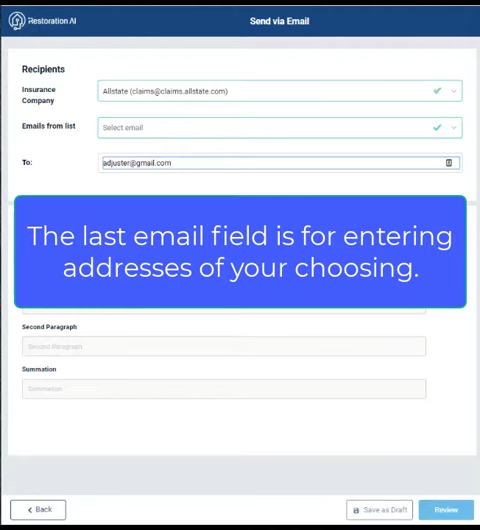 Restoration AI
Send via Email
Recipients
Insurance
Company
Allstate (claims@claims.allstate.com)
Emails from list
Select email
To:
adjuster@gmail.com
The last email field is for entering
addresses of your choosing.
Second Paragraph
Second Paragraph
Summation
Summation
Back
Save as Draft
Review